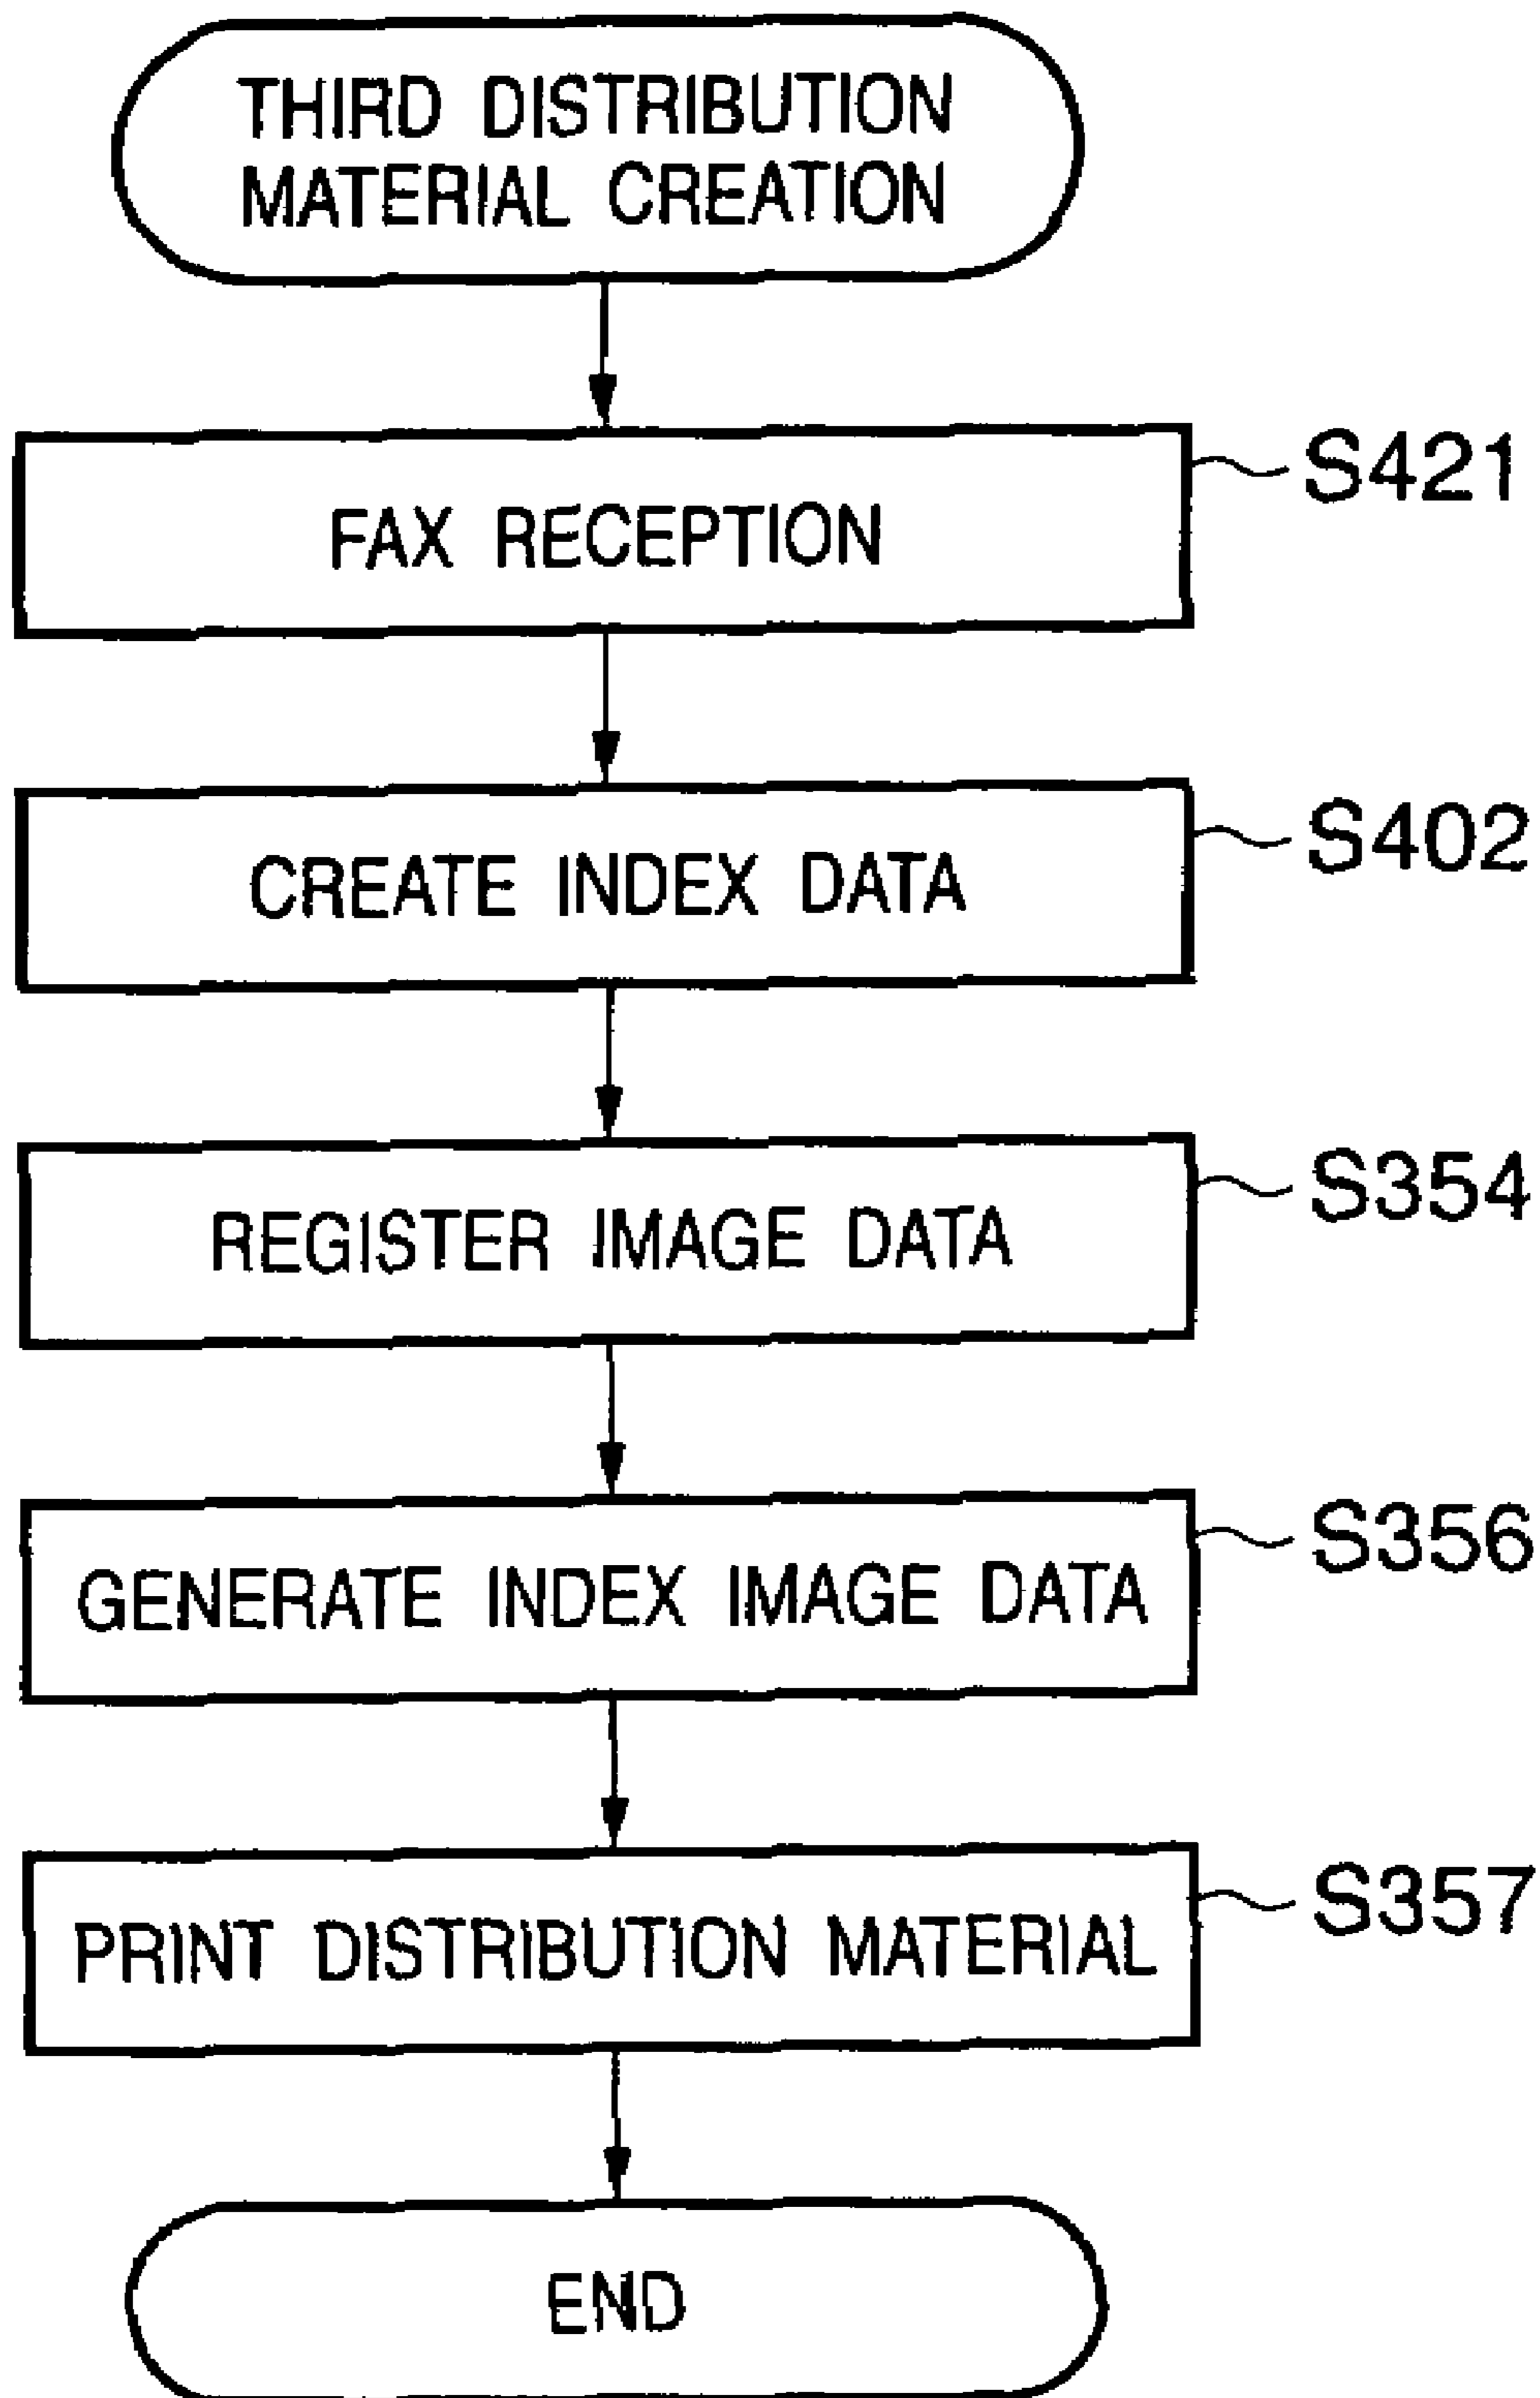 THIRD DISTRIBUTION
MATERIAL CREATION
FAX RECEPTION
S421
CREATE INDEX DATA
S402
REGISTER IMAGE DATA
S354
GENERATE INDEX IMAGE DATA
S356
PRINT DISTRIBUTION MATERIAL
S357
END